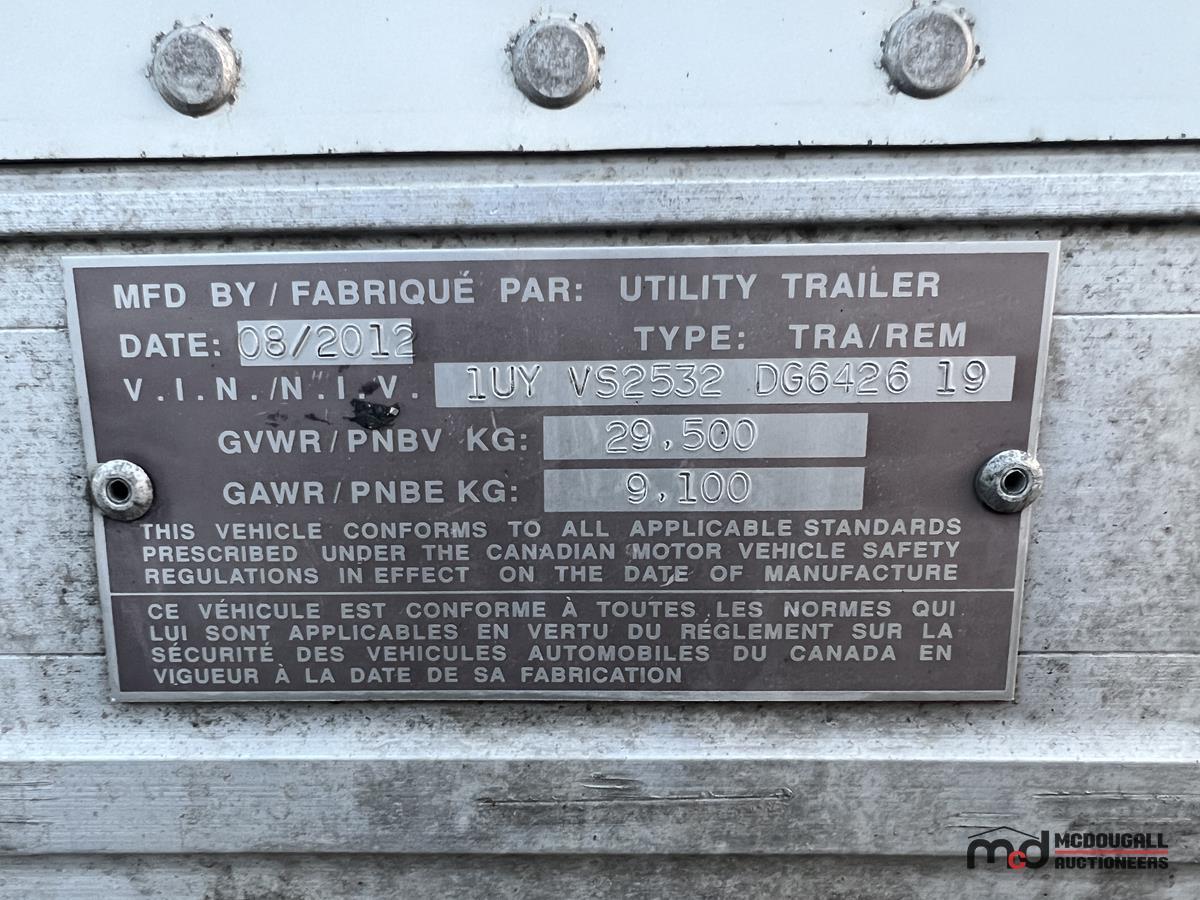 MFD BY / FABRIQUÉ PAR: UTILITY TRAILER
DATE: 08/2012 TYPE: TRA/REM
V.I.N./N.I.V. 1UY VS2532 DG6426 19
GVWR/PNBV KG: 29,500
GAWR/PNBE KG: 9,100
THIS VEHICLE CONFORMS TO ALL APPLICABLE STANDARDS
PRESCRIBED UNDER THE CANADIAN MOTOR VEHICLE SAFETY
REGULATIONS IN EFFECT ON THE DATE OF MANUFACTURE
CE VÉHICULE EST CONFORME À TOUTES LES NORMES QUI
LUI SONT APPLICABLES EN VERTU DU RÉGLEMENT SUR LA
SÉCURITÉ DES VEHICULES AUTOMOBILES DU CANADA EN
VIGUEUR À LA DATE DE SA FABRICATION
mcd MCDOUGALL
AUCTIONEERS